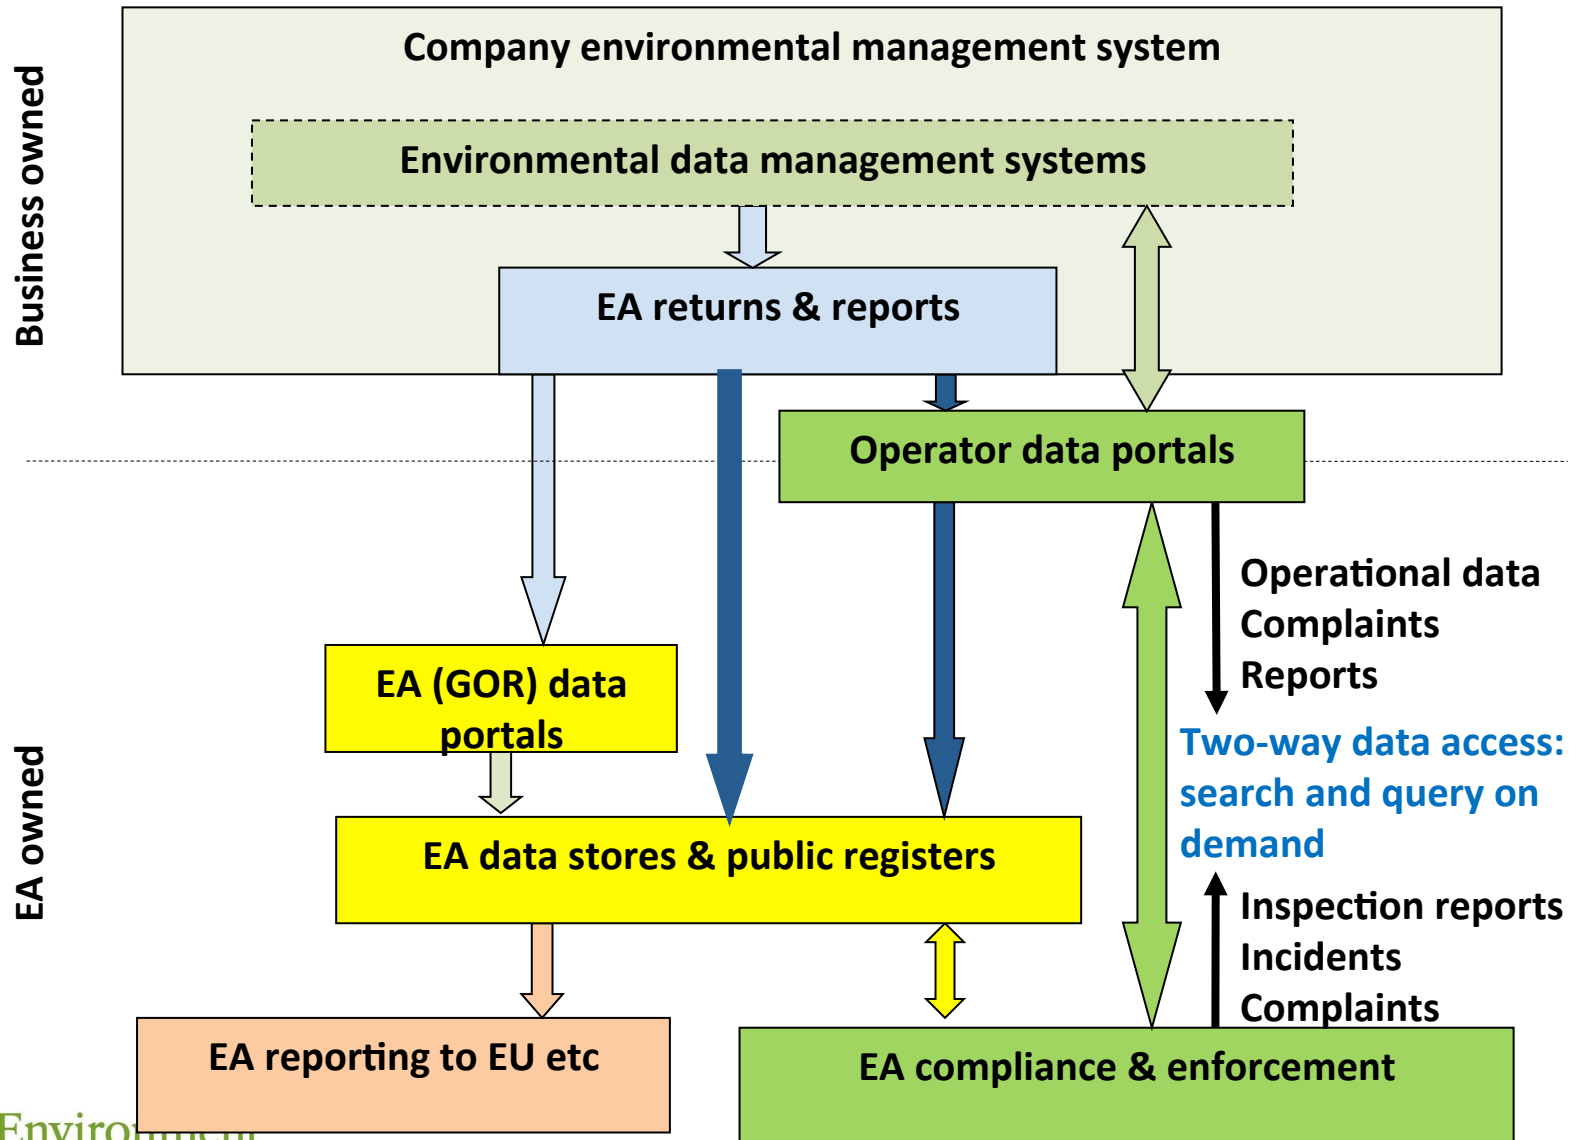 Company environmental management system
Business owned
Environmental data management systems
EA returns & reports
Operator data portals
Operational data
Complaints
Reports
EA (GOR) data
portals
Two-way data access:
search and query on
demand
EA owned
EA data stores & public registers
Inspection reports
Incidents
Complaints
EA reporting to EU etc
EA compliance & enforcement
Environment